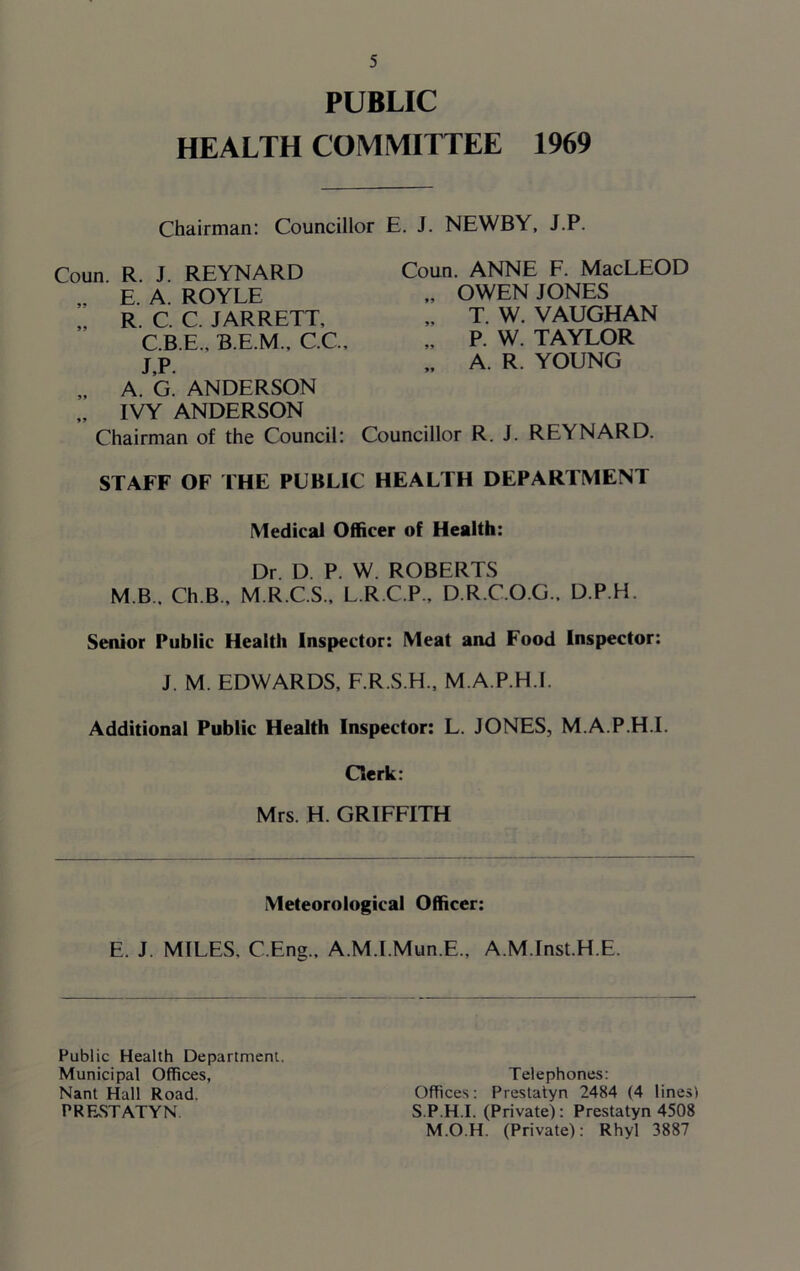 5
PUBLIC
HEALTH COMMITTEE 1969
Chairman: Councillor E. J. NEWBY, J.P.
Coun. R. J. REYNARD
„ E. A. ROYLE
„ R. C. C. JARRETT,
C.B.E., B.E.M., C.C.,
J,P.
„ A. G. ANDERSON
„ IVY ANDERSON
Coun. ANNE F. MacLEOD
„ OWEN JONES
„ T. W. VAUGHAN
„ P. W. TAYLOR
„ A. R. YOUNG
Chairman of the Council: Councillor R. J. REYNARD.
STAFF OF THE PUBLIC HEALTH DEPARTMENT
Medical Officer of Health:
Dr. D. P. W. ROBERTS
M.B., Ch.B., M.R.C.S., L.R.C.P., D.R.C.O.G., D.P.H.
Senior Public Health Inspector: Meat and Food Inspector:
J. M. EDWARDS, F.R.S.H., M.A.P.H.I.
Additional Public Health Inspector: L. JONES, M.A.P.H.I.
Clerk:
Mrs. H. GRIFFITH
Meteorological Officer:
E. J. MILES, C.Eng., A.M.I.Mun.E., A.M.Inst.H.E.
Public Health Department.
Municipal Offices,
Nant Hall Road.
PRESTATYN.
Telephones:
Offices: Prestatyn 2484 (4 lines)
S.P.H.I. (Private): Prestatyn 4508
M.O.H. (Private): Rhyl 3887